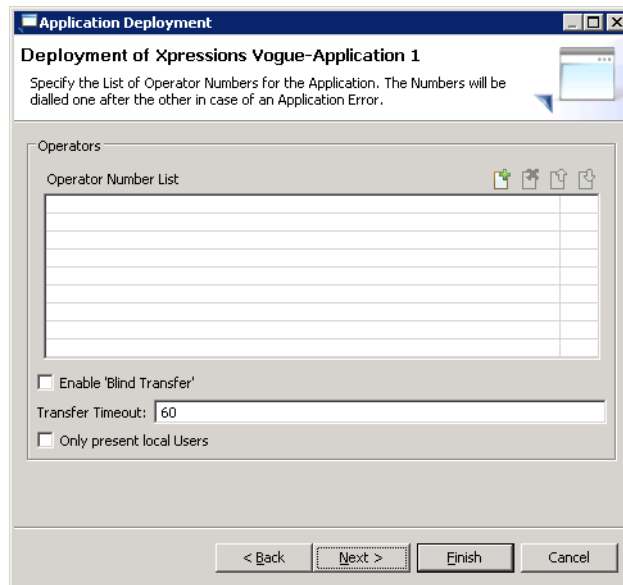 Application Deployment
Deployment of Xpressions Vogue-Application 1
Specify the List of Operator Numbers for the Application. The Numbers will be
dialled one after the other in case of an Application Error.
Operators
Operator Number List
Enable 'Blind Transfer'
Transfer Timeout: 60
Only present local Users
< Back Next > Finish Cancel